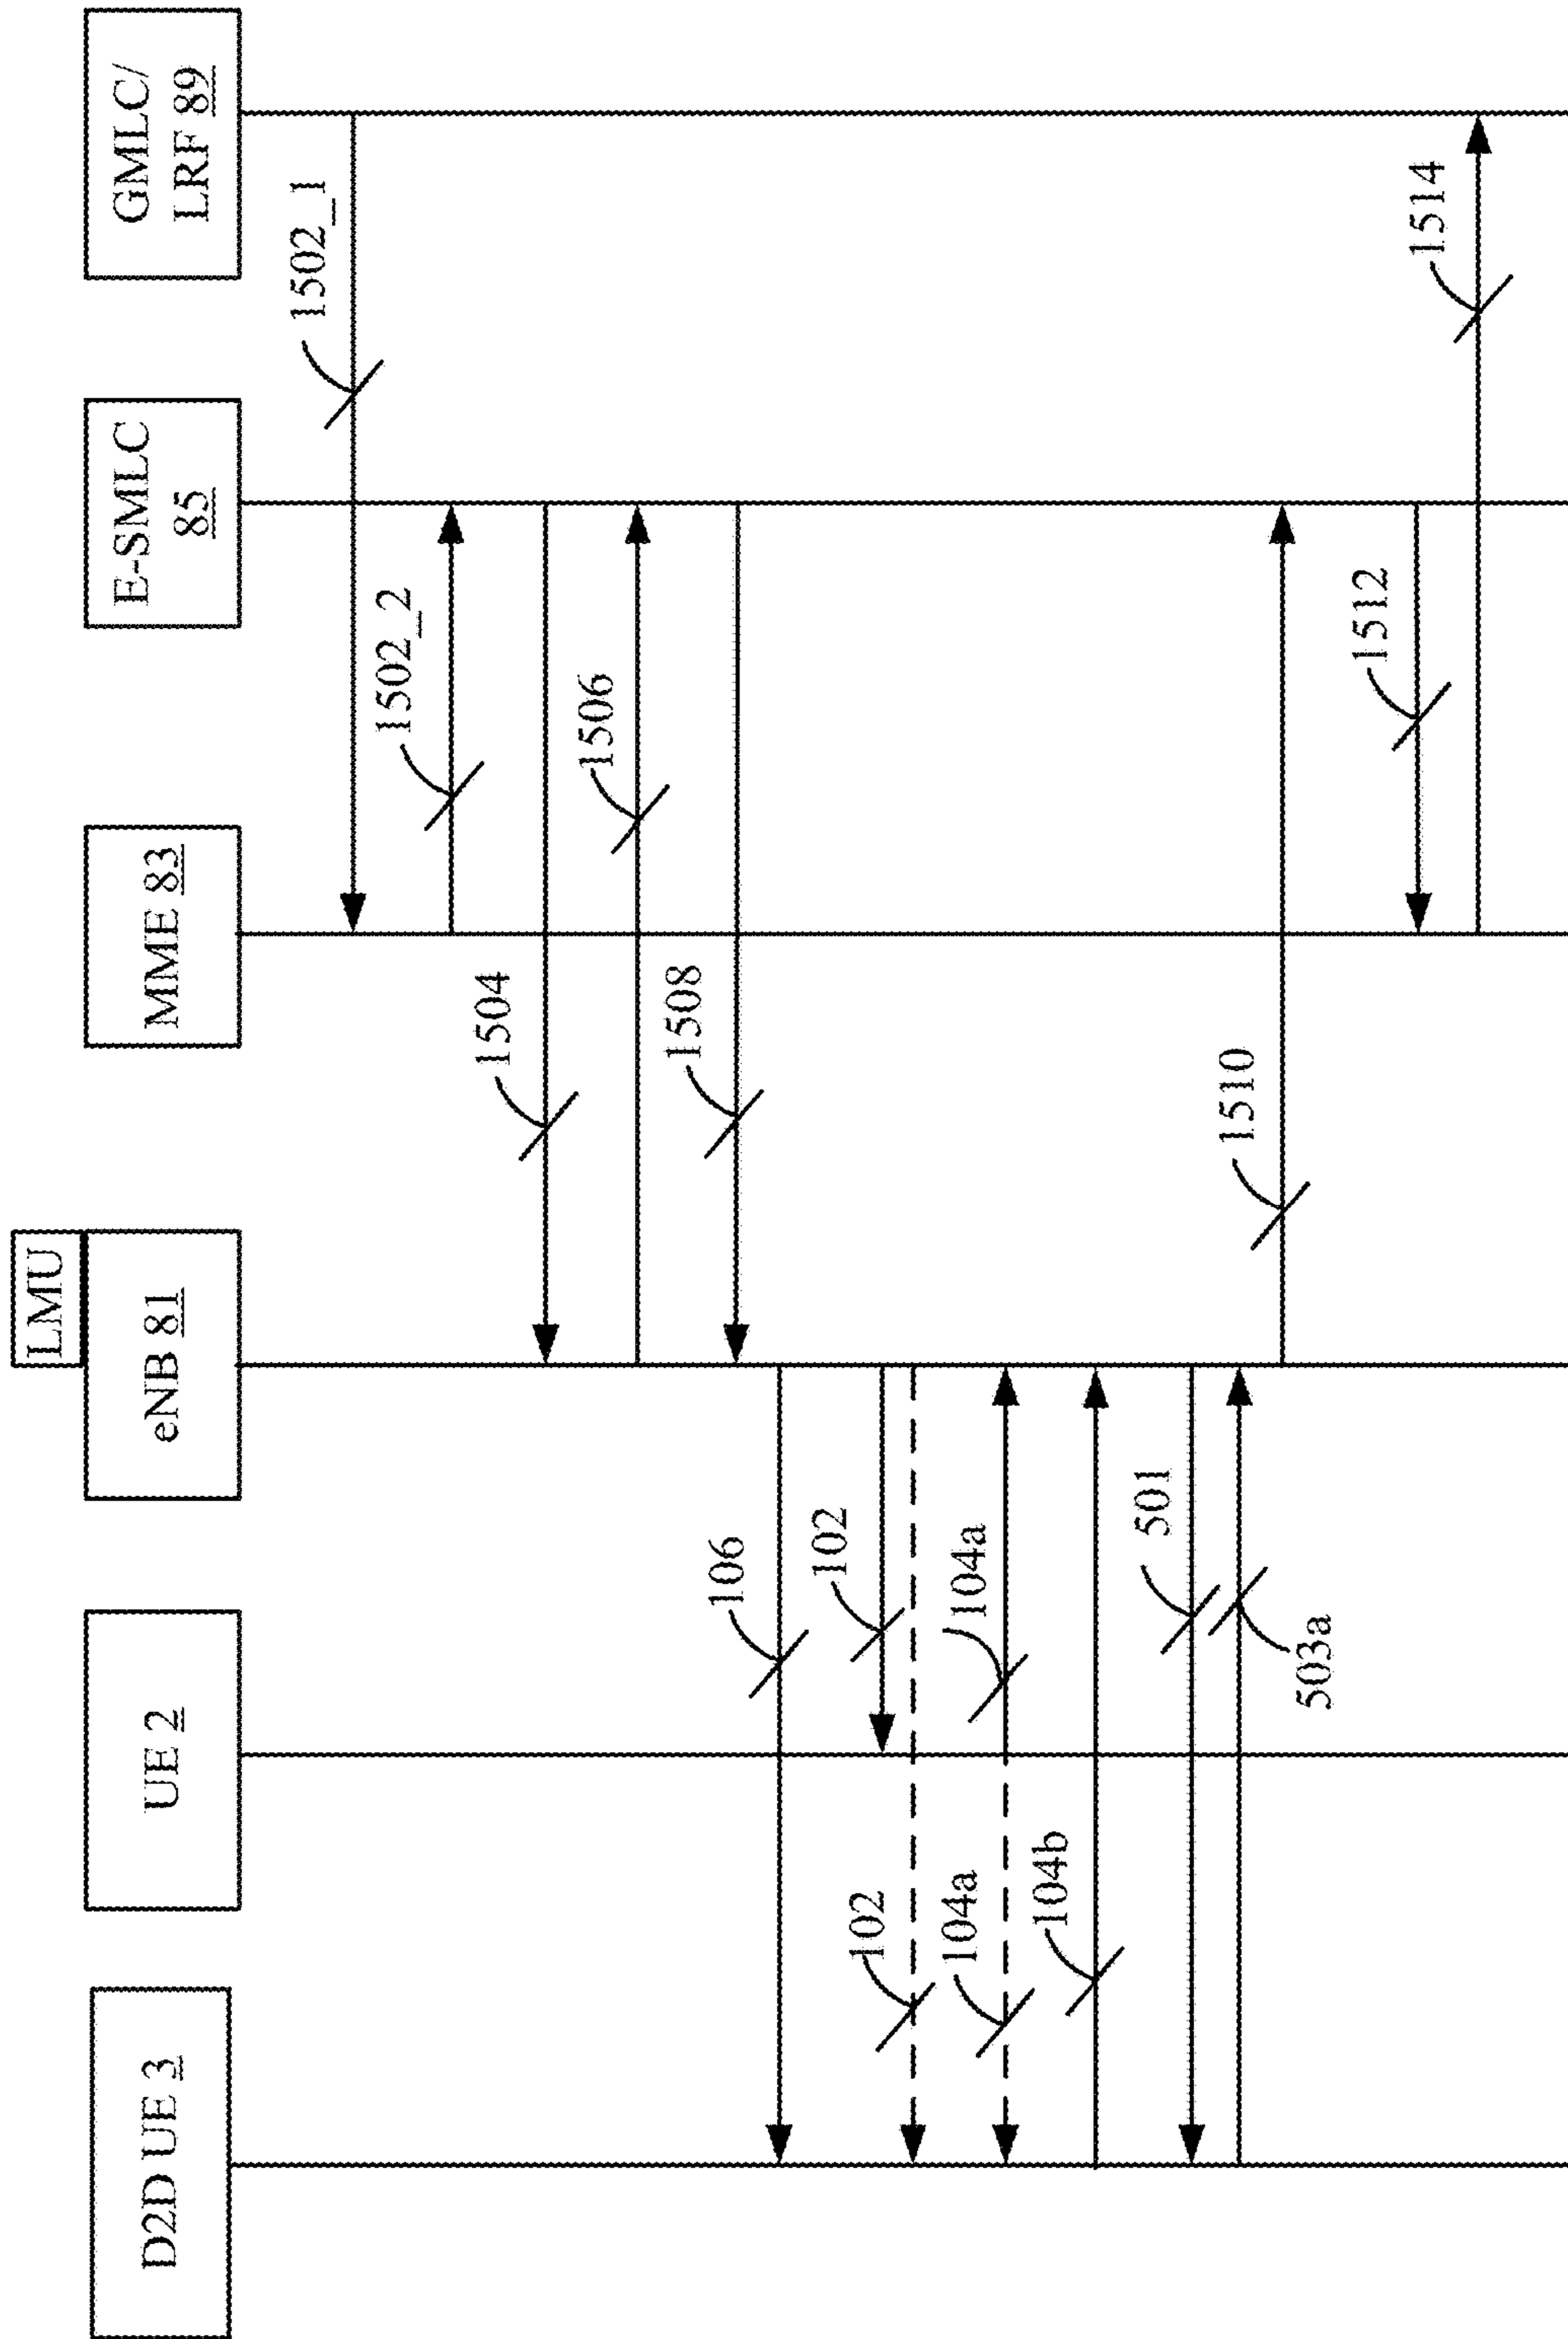 LMU
D2D UE 3
UE 2
eNB 81
MME 83
E-SMLC
85
GMLC/
LRF 89
1502_1
1502_2
1504
1506
1508
106
102
102
104a
104a
104b
501
503a
1510
1512
1514